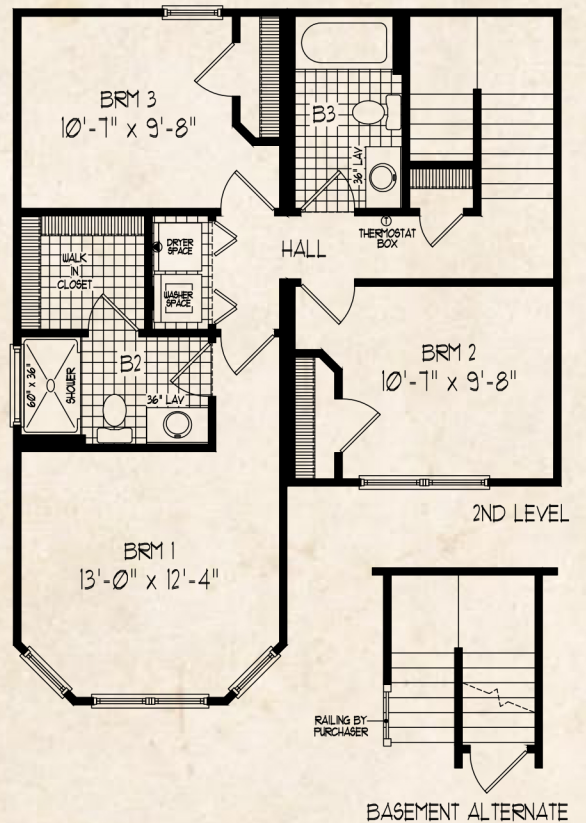 BRM 3
10'-7" x 9'-8"
B3
36" LAV
THERMOSTAT
BOX
HALL
DRYER
SPACE
WASHER
SPACE
WALK
IN
CLOSET
B2
60" x 36"
SHOWER
36" LAV
BRM 2
10'-7" x 9'-8"
2ND LEVEL
BRM 1
13'-0" x 12'-4"
RAILING BY
PURCHASER
BASEMENT ALTERNATE